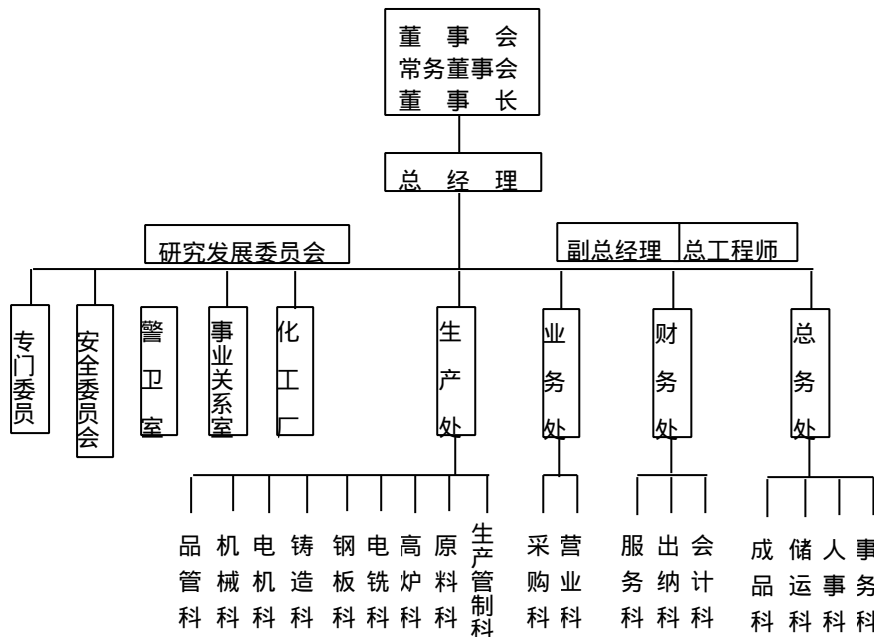 董 事 会
常务董事会
董 事 长
总 经 理
研究发展委员会
副总经理 总工程师
专门委员
安全委员会
警卫室
事业关系室
化工厂
生产处
业务处
财务处
总务处
品管科
机械科
电机科
铸造科
钢板科
电铣科
高炉科
原料科
生产管制科
采购科
营业科
服务科
出纳科
会计科
成品科
储运科
人事科
事务科